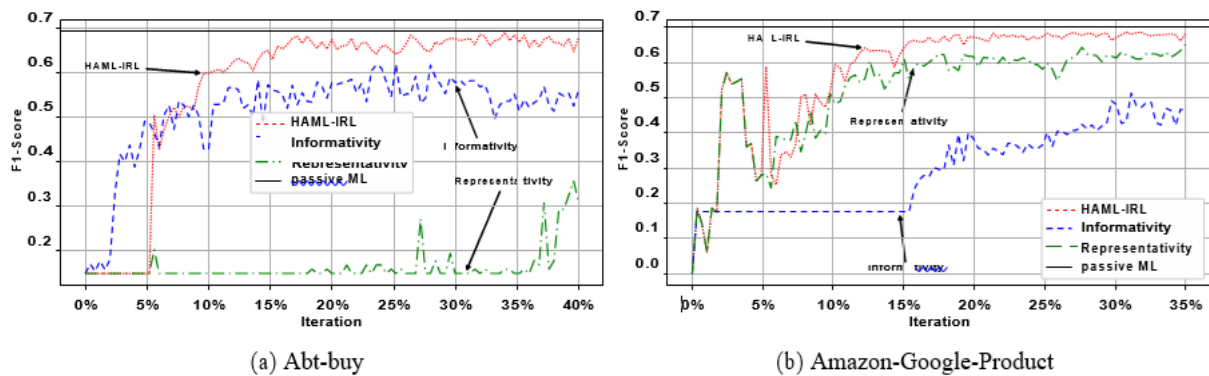 0.7
0.6
0.5
0.4
0.3
0.2
F1-Score
HAML-IRL
HAML-IRL
Informativity
Representativity
passive ML
Representativity
0% 5% 10% 15% 20% 25% 30% 35% 40%
Iteration
(a) Abt-buy
0.7
0.6
0.5
0.4
0.3
0.2
0.1
0.0
F1-Score
Representativity
HAML-IRL
Informativity
Representativity
passive ML
0% 5% 10% 15% 20% 25% 30% 35%
Iteration
(b) Amazon-Google-Product